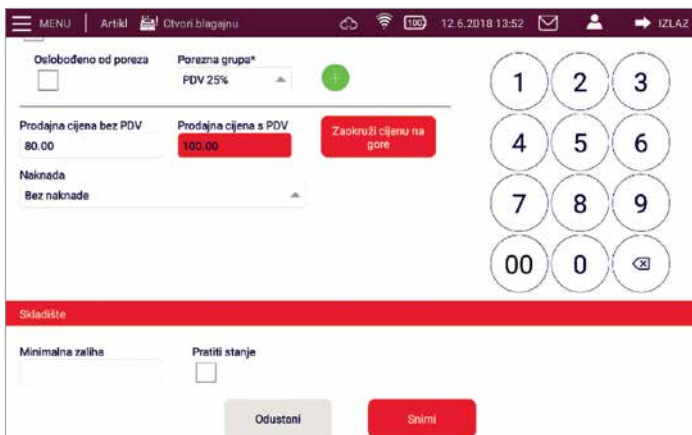 MENU Artikl Otvori blagajnu 100 12.6.2018 13:52 IZLAZ
Oslobođeno od poreza Porezna grupa*
PDV 25% +
Prodajna cijena bez PDV Prodajna cijena s PDV
80.00 100.00
Zaokruži cijenu na
gore
Naknada
Bez naknade
1 2 3
4 5 6
7 8 9
00 0
Skladište
Minimalna zaliha Pratiti stanje
Odustani Snimi